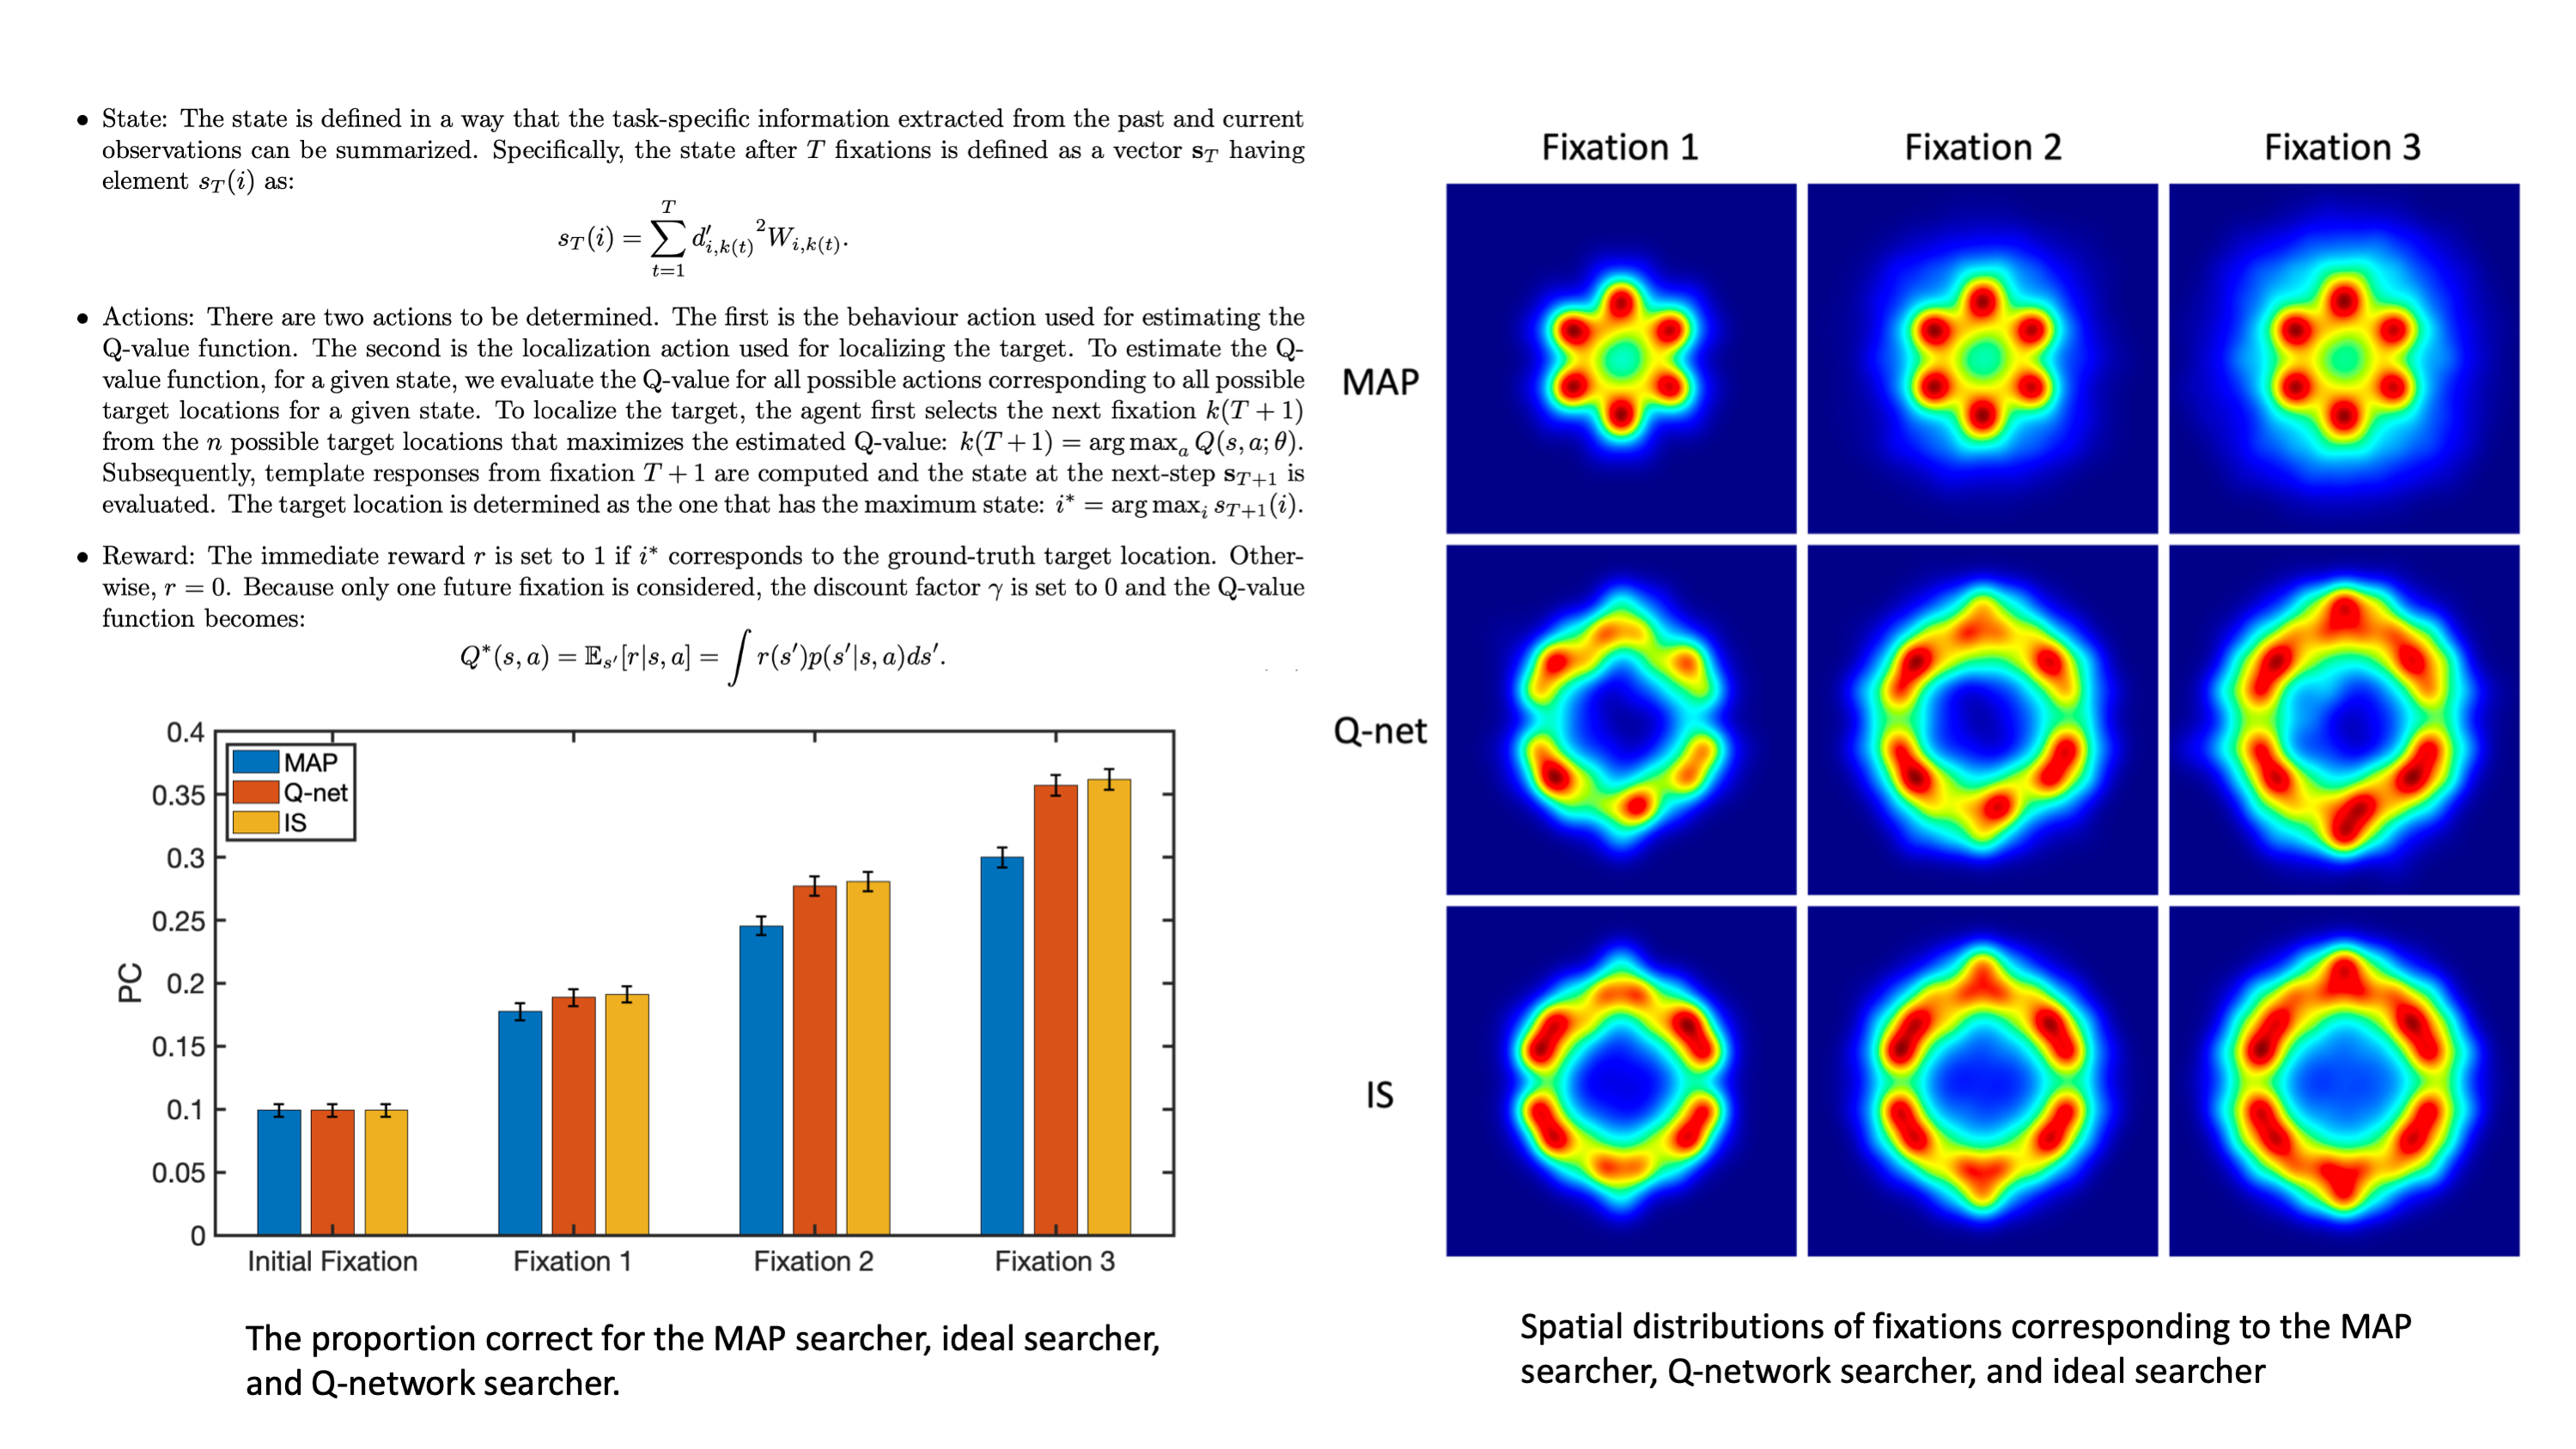 • State: The state is defined in a way that the task-specific information extracted from the past and current
observations can be summarized. Specifically, the state after T fixations is defined as a vector s_T having
element s_T(i) as:
s_T(i) = ∑_{t=1}^{T} d′_{i,k(t)}² W_{i,k(t)}.
• Actions: There are two actions to be determined. The first is the behaviour action used for estimating the
Q-value function. The second is the localization action used for localizing the target. To estimate the Q-
value function, for a given state, we evaluate the Q-value for all possible actions corresponding to all possible
target locations for a given state. To localize the target, the agent first selects the next fixation k(T + 1)
from the n possible target locations that maximizes the estimated Q-value: k(T + 1) = arg max_a Q(s, a; θ).
Subsequently, template responses from fixation T + 1 are computed and the state at the next-step s_{T+1} is
evaluated. The target location is determined as the one that has the maximum state: i* = arg max_i s_{T+1}(i).
• Reward: The immediate reward r is set to 1 if i* corresponds to the ground-truth target location. Other-
wise, r = 0. Because only one future fixation is considered, the discount factor γ is set to 0 and the Q-value
function becomes:
Q*(s, a) = 𝔼_{s′}[r|s, a] = ∫ r(s′)p(s′|s, a)ds′.
0.4
0.35
0.3
0.25
0.2
0.15
0.1
0.05
0
PC
MAP
Q-net
IS
Initial Fixation
Fixation 1
Fixation 2
Fixation 3
The proportion correct for the MAP searcher, ideal searcher,
and Q-network searcher.
Fixation 1
Fixation 2
Fixation 3
MAP
Q-net
IS
Spatial distributions of fixations corresponding to the MAP
searcher, Q-network searcher, and ideal searcher